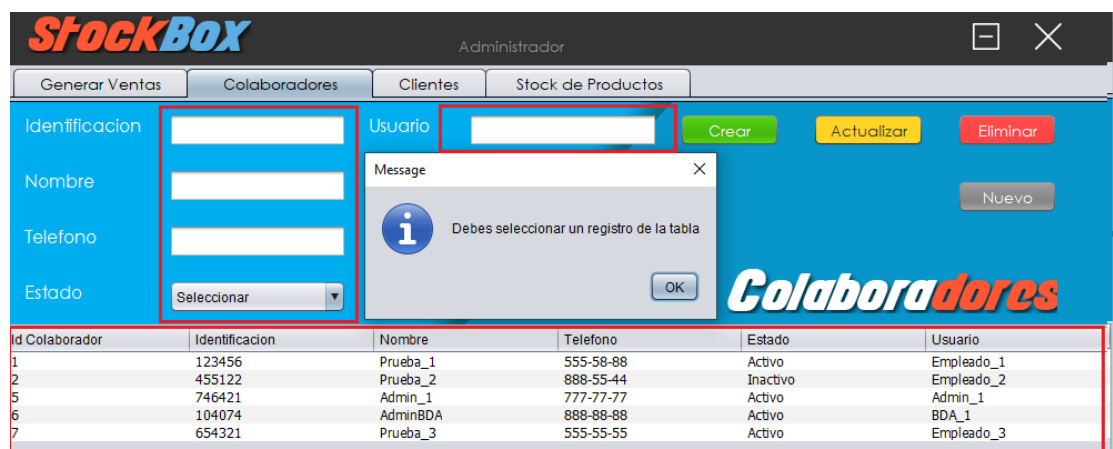 StockBox
Administrador
Generar Ventas Colaboradores Clientes Stock de Productos
Identificacion Usuario Crear Actualizar Eliminar
Message
Nombre
Nuevo
Debes seleccionar un registro de la tabla
Telefono
OK
Estado Seleccionar
Colaboradores
Id Colaborador Identificacion Nombre Telefono Estado Usuario
1 123456 Prueba_1 555-58-88 Activo Empleado_1
2 455122 Prueba_2 888-55-44 Inactivo Empleado_2
5 746421 Admin_1 777-77-77 Activo Admin_1
6 104074 AdminBDA 888-88-88 Activo BDA_1
7 654321 Prueba_3 555-55-55 Activo Empleado_3